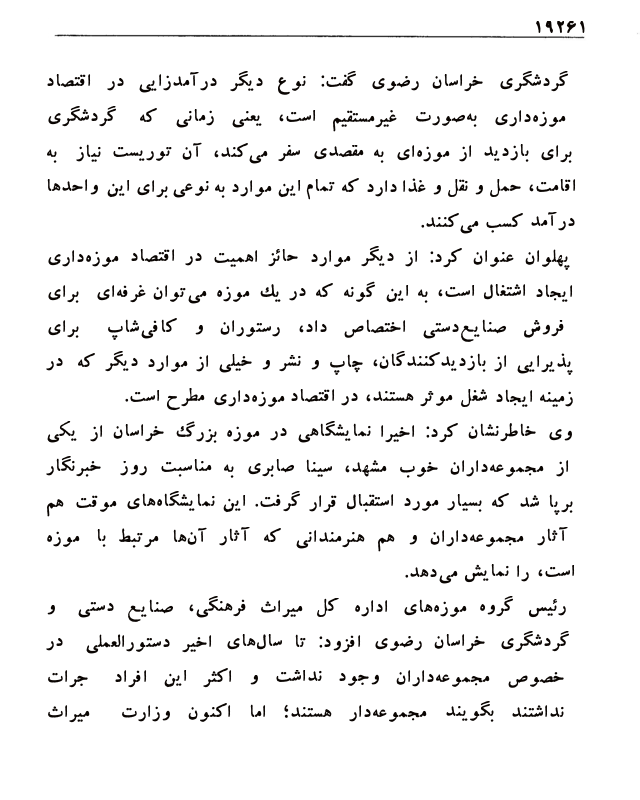 ۱۹۲۶۱
گردشگری خراسان رضوی گفت: نوع دیگر درآمدزایی در اقتصاد
موزه‌داری به‌صورت غیرمستقیم است، یعنی زمانی که گردشگری
برای بازدید از موزه‌ای به مقصدی سفر می‌کند، آن توریست نیاز به
اقامت، حمل و نقل و غذا دارد که تمام این موارد به نوعی برای این واحدها
درآمد کسب می‌کنند.
پهلوان عنوان کرد: از دیگر موارد حائز اهمیت در اقتصاد موزه‌داری
ایجاد اشتغال است، به این گونه که در یك موزه می‌توان غرفه‌ای برای
فروش صنایع‌دستی اختصاص داد، رستوران و کافی‌شاپ برای
پذیرایی از بازدیدکنندگان، چاپ و نشر و خیلی از موارد دیگر که در
زمینه ایجاد شغل موثر هستند، در اقتصاد موزه‌داری مطرح است.
وی خاطرنشان کرد: اخیرا نمایشگاهی در موزه بزرگ خراسان از یکی
از مجموعه‌داران خوب مشهد، سینا صابری به مناسبت روز خبرنگار
برپا شد که بسیار مورد استقبال قرار گرفت. این نمایشگاه‌های موقت هم
آثار مجموعه‌داران و هم هنرمندانی که آثار آن‌ها مرتبط با موزه
است، را نمایش می‌دهد.
رئیس گروه موزه‌های اداره کل میراث فرهنگی، صنایع دستی و
گردشگری خراسان رضوی افزود: تا سال‌های اخیر دستورالعملی در
خصوص مجموعه‌داران وجود نداشت و اکثر این افراد جرات
نداشتند بگویند مجموعه‌دار هستند؛ اما اکنون وزارت میراث